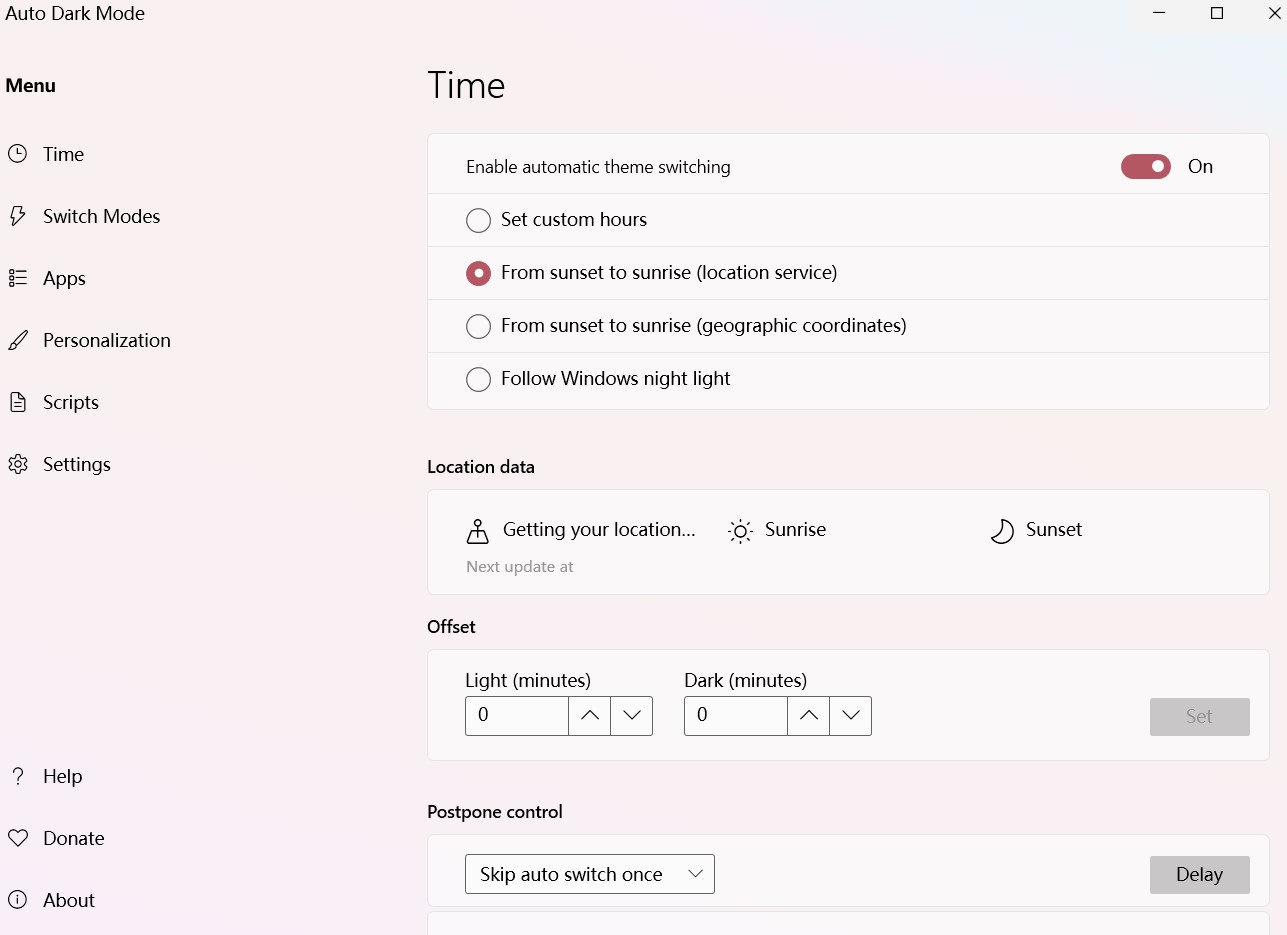 Auto Dark Mode
Menu
Time
Switch Modes
Apps
Personalization
Scripts
Settings
Help
Donate
About
Time
Enable automatic theme switching
On
Set custom hours
From sunset to sunrise (location service)
From sunset to sunrise (geographic coordinates)
Follow Windows night light
Location data
Getting your location...
Sunrise
Sunset
Next update at
Offset
Light (minutes)
Dark (minutes)
0
0
Set
Postpone control
Skip auto switch once
Delay